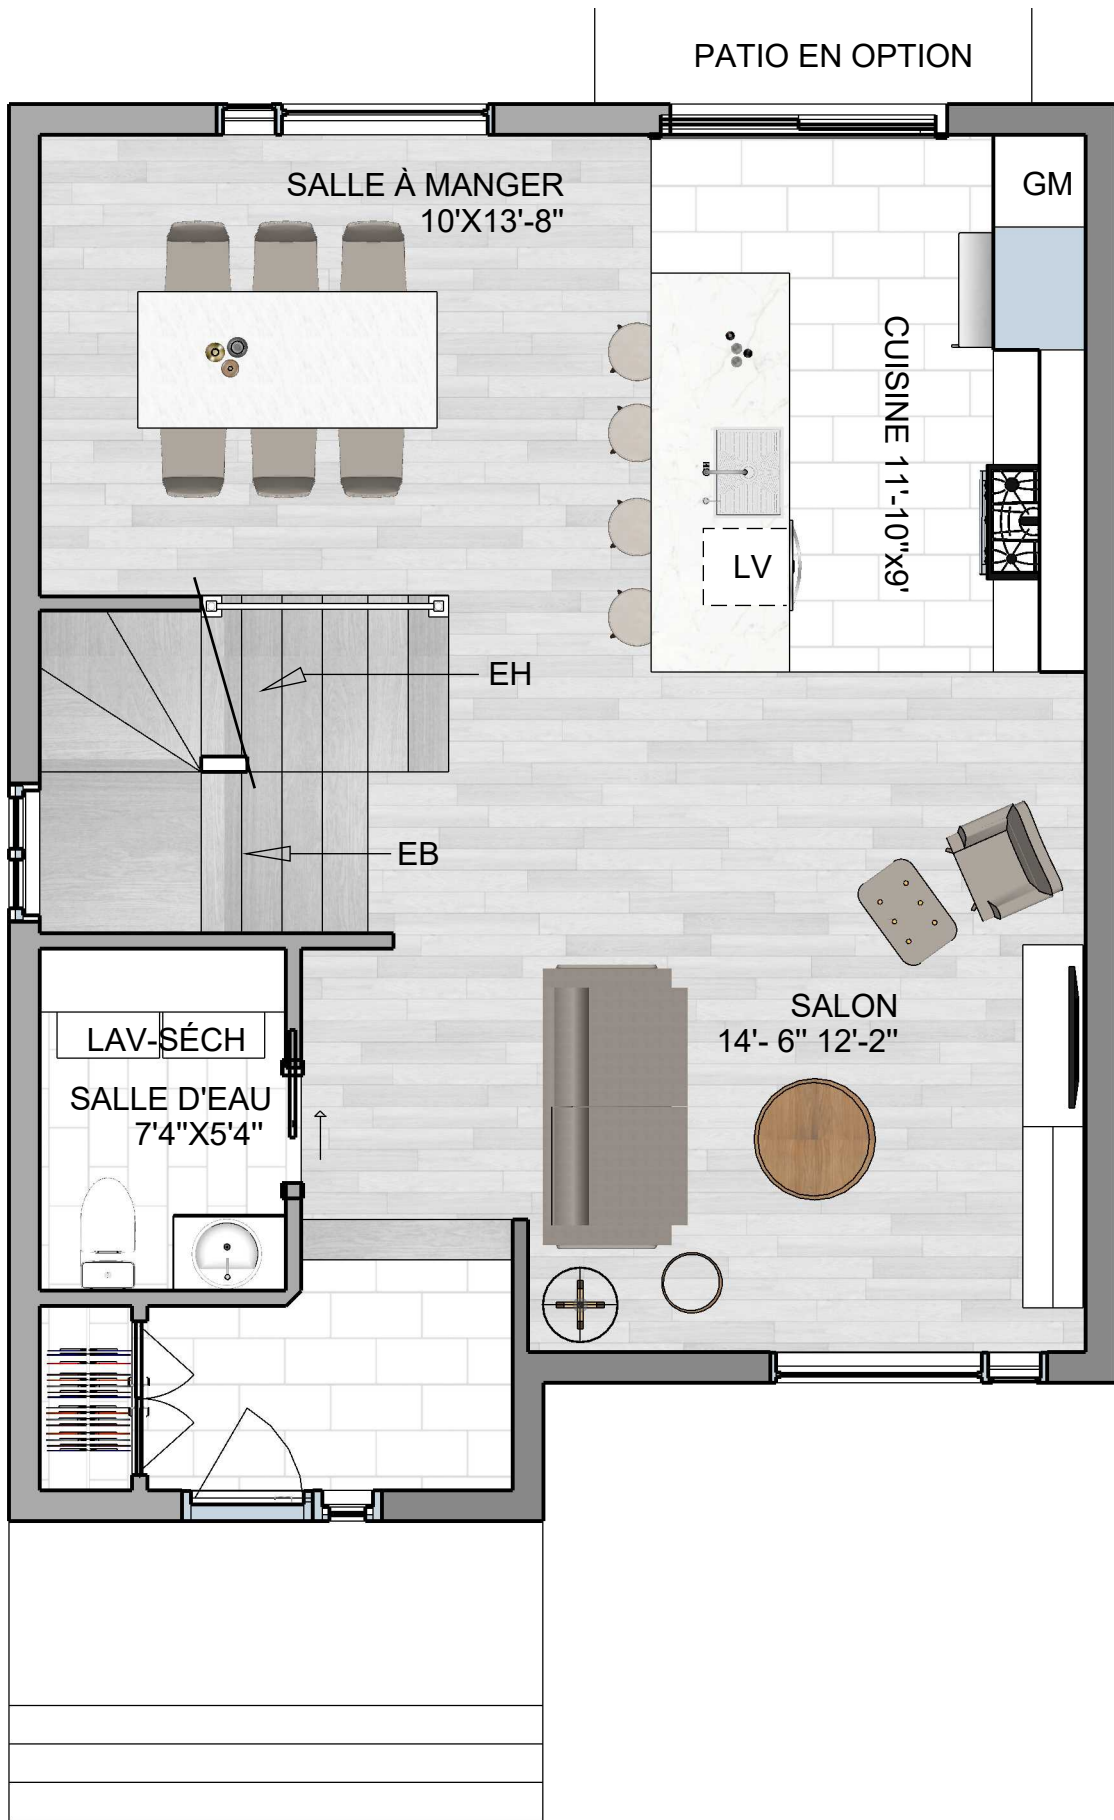 PATIO EN OPTION
SALLE À MANGER
10'X13'-8"
GM
CUISINE 11'-10"x9'
LV
EH
EB
LAV-SÉCH
SALLE D'EAU
7'4"X5'4"
SALON
14'- 6" 12'-2"